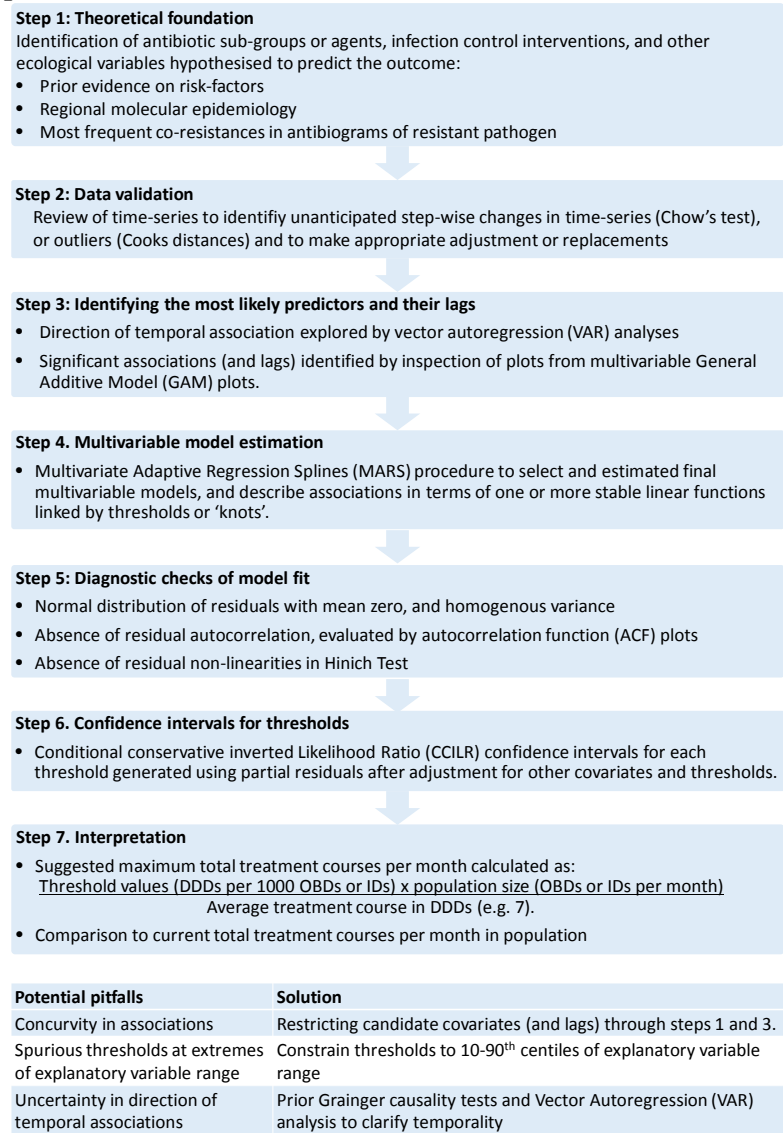 Step 1: Theoretical foundation
Identification of antibiotic sub-groups or agents, infection control interventions, and other
ecological variables hypothesised to predict the outcome:
• Prior evidence on risk-factors
• Regional molecular epidemiology
• Most frequent co-resistances in antibiograms of resistant pathogen
Step 2: Data validation
Review of time-series to identifiy unanticipated step-wise changes in time-series (Chow's test),
or outliers (Cooks distances) and to make appropriate adjustment or replacements
Step 3: Identifying the most likely predictors and their lags
• Direction of temporal association explored by vector autoregression (VAR) analyses
• Significant associations (and lags) identified by inspection of plots from multivariable General
Additive Model (GAM) plots.
Step 4. Multivariable model estimation
• Multivariate Adaptive Regression Splines (MARS) procedure to select and estimated final
multivariable models, and describe associations in terms of one or more stable linear functions
linked by thresholds or 'knots'.
Step 5: Diagnostic checks of model fit
• Normal distribution of residuals with mean zero, and homogenous variance
• Absence of residual autocorrelation, evaluated by autocorrelation function (ACF) plots
• Absence of residual non-linearities in Hinich Test
Step 6. Confidence intervals for thresholds
• Conditional conservative inverted Likelihood Ratio (CCILR) confidence intervals for each
threshold generated using partial residuals after adjustment for other covariates and thresholds.
Step 7. Interpretation
• Suggested maximum total treatment courses per month calculated as:
Threshold values (DDDs per 1000 OBDs or IDs) x population size (OBDs or IDs per month)
Average treatment course in DDDs (e.g. 7).
• Comparison to current total treatment courses per month in population
Potential pitfalls Solution
Concurvity in associations Restricting candidate covariates (and lags) through steps 1 and 3.
Spurious thresholds at extremes Constrain thresholds to 10-90th centiles of explanatory variable
of explanatory variable range range
Uncertainty in direction of Prior Grainger causality tests and Vector Autoregression (VAR)
temporal associations analysis to clarify temporality